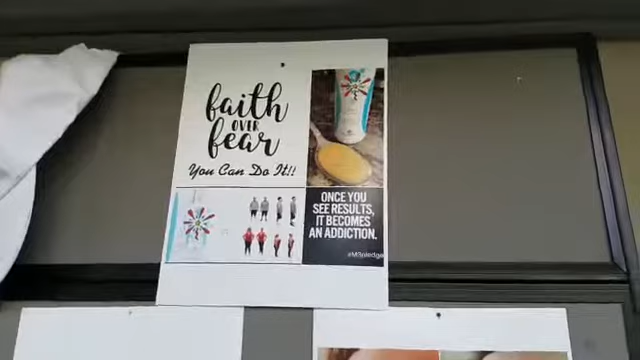 faith
OVER
fear
You Can Do It!!
ONCE YOU
SEE RESULTS,
IT BECOMES
AN ADDICTION.